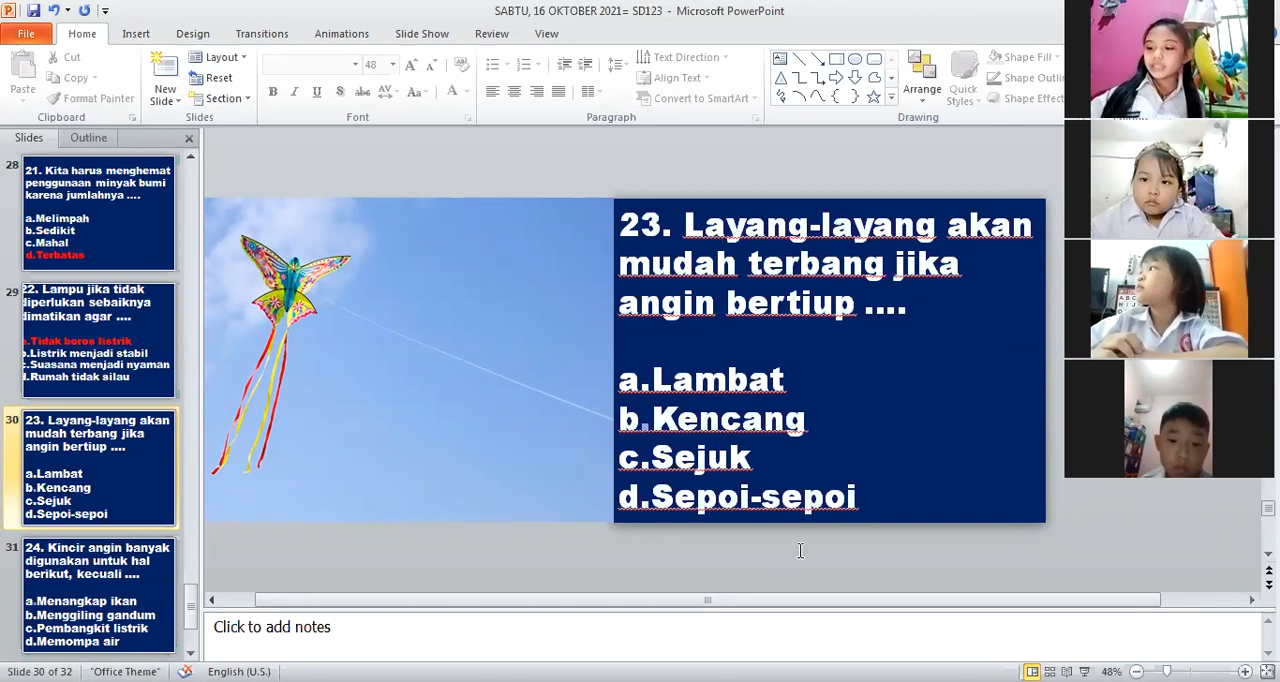 SABTU, 16 OKTOBER 2021= SD123 - Microsoft PowerPoint
File Home Insert Design Transitions Animations Slide Show Review View
Paste
Cut
Copy
Format Painter
Clipboard
New Slide
Layout
Reset
Section
Slides
48
Font
Text Direction
Align Text
Convert to SmartArt
Paragraph
Arrange
Quick Styles
Shape Fill
Shape Outli
Shape Effect
Drawing
Slides Outline
28
21. Kita harus menghemat
penggunaan minyak bumi
karena jumlahnya ....
a.Melimpah
b.Sedikit
c.Mahal
d.Terbatas
29
22. Lampu jika tidak
diperlukan sebaiknya
dimatikan agar ....
a.Tidak boros listrik
b.Listrik menjadi stabil
c.Suasana menjadi nyaman
d.Rumah tidak silau
30
23. Layang-layang akan
mudah terbang jika
angin bertiup ....
a.Lambat
b.Kencang
c.Sejuk
d.Sepoi-sepoi
31
24. Kincir angin banyak
digunakan untuk hal
berikut, kecuali ....
a.Menangkap ikan
b.Menggiling gandum
c.Pembangkit listrik
d.Memompa air
23. Layang-layang akan
mudah terbang jika
angin bertiup ....
a.Lambat
b.Kencang
c.Sejuk
d.Sepoi-sepoi
Click to add notes
Slide 30 of 32 "Office Theme" English (U.S.) 48%